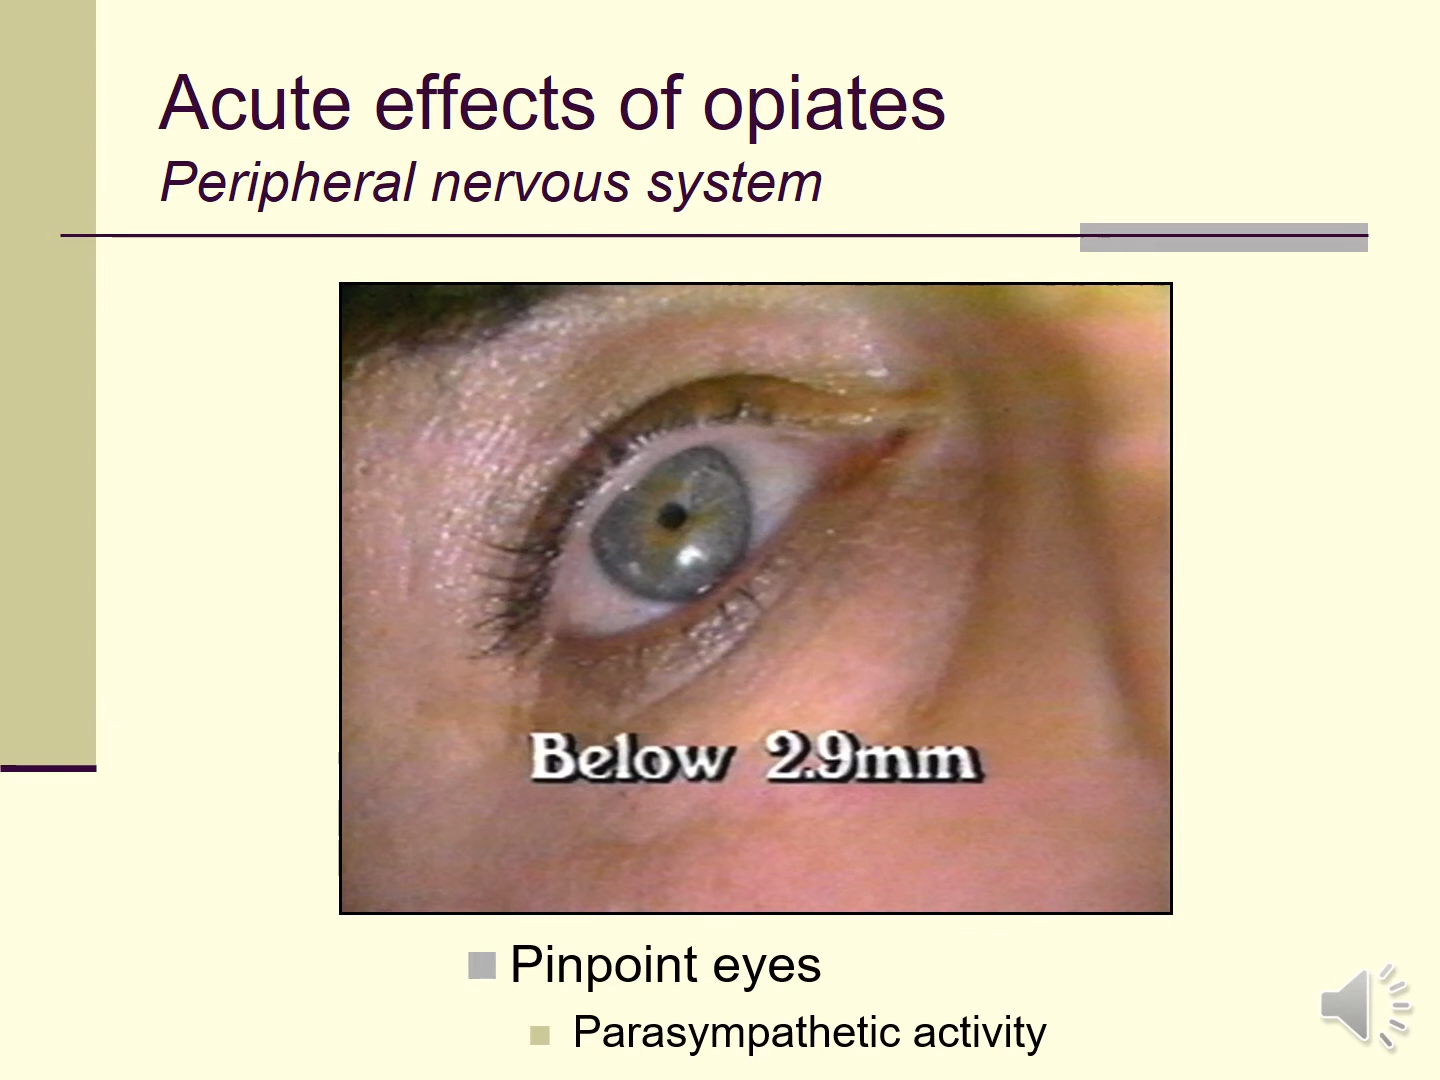 Acute effects of opiates
Peripheral nervous system
Below 2.9mm
Pinpoint eyes
Parasympathetic activity